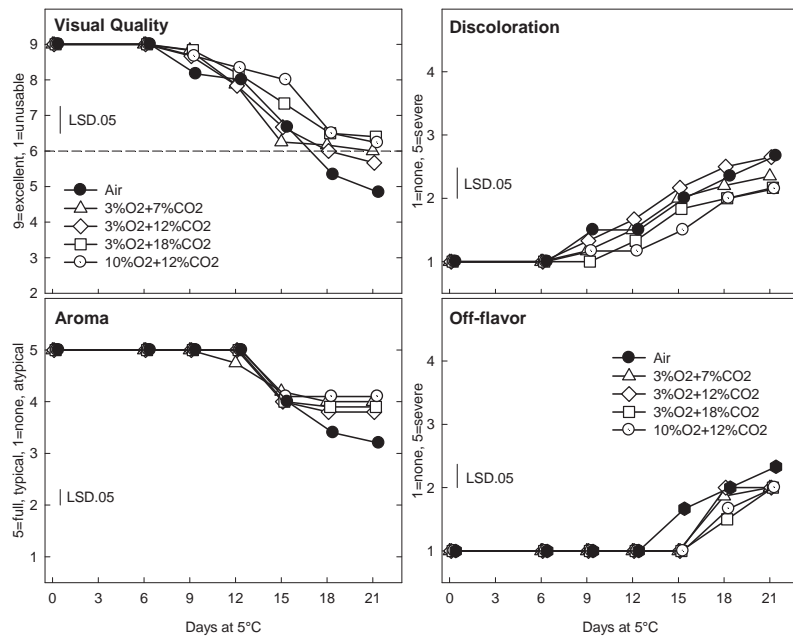 Visual Quality
9
8
7
6
5
4
3
2
9=excellent, 1=unusable
LSD.05
Air
3%O2+7%CO2
3%O2+12%CO2
3%O2+18%CO2
10%O2+12%CO2
Discoloration
4
3
2
1
1=none, 5=severe
LSD.05
Aroma
5
4
3
2
1
5=full, typical, 1=none, atypical
LSD.05
0 3 6 9 12 15 18 21
Days at 5°C
Off-flavor
4
3
2
1
1=none, 5=severe
Air
3%O2+7%CO2
3%O2+12%CO2
3%O2+18%CO2
10%O2+12%CO2
LSD.05
0 3 6 9 12 15 18 21
Days at 5°C